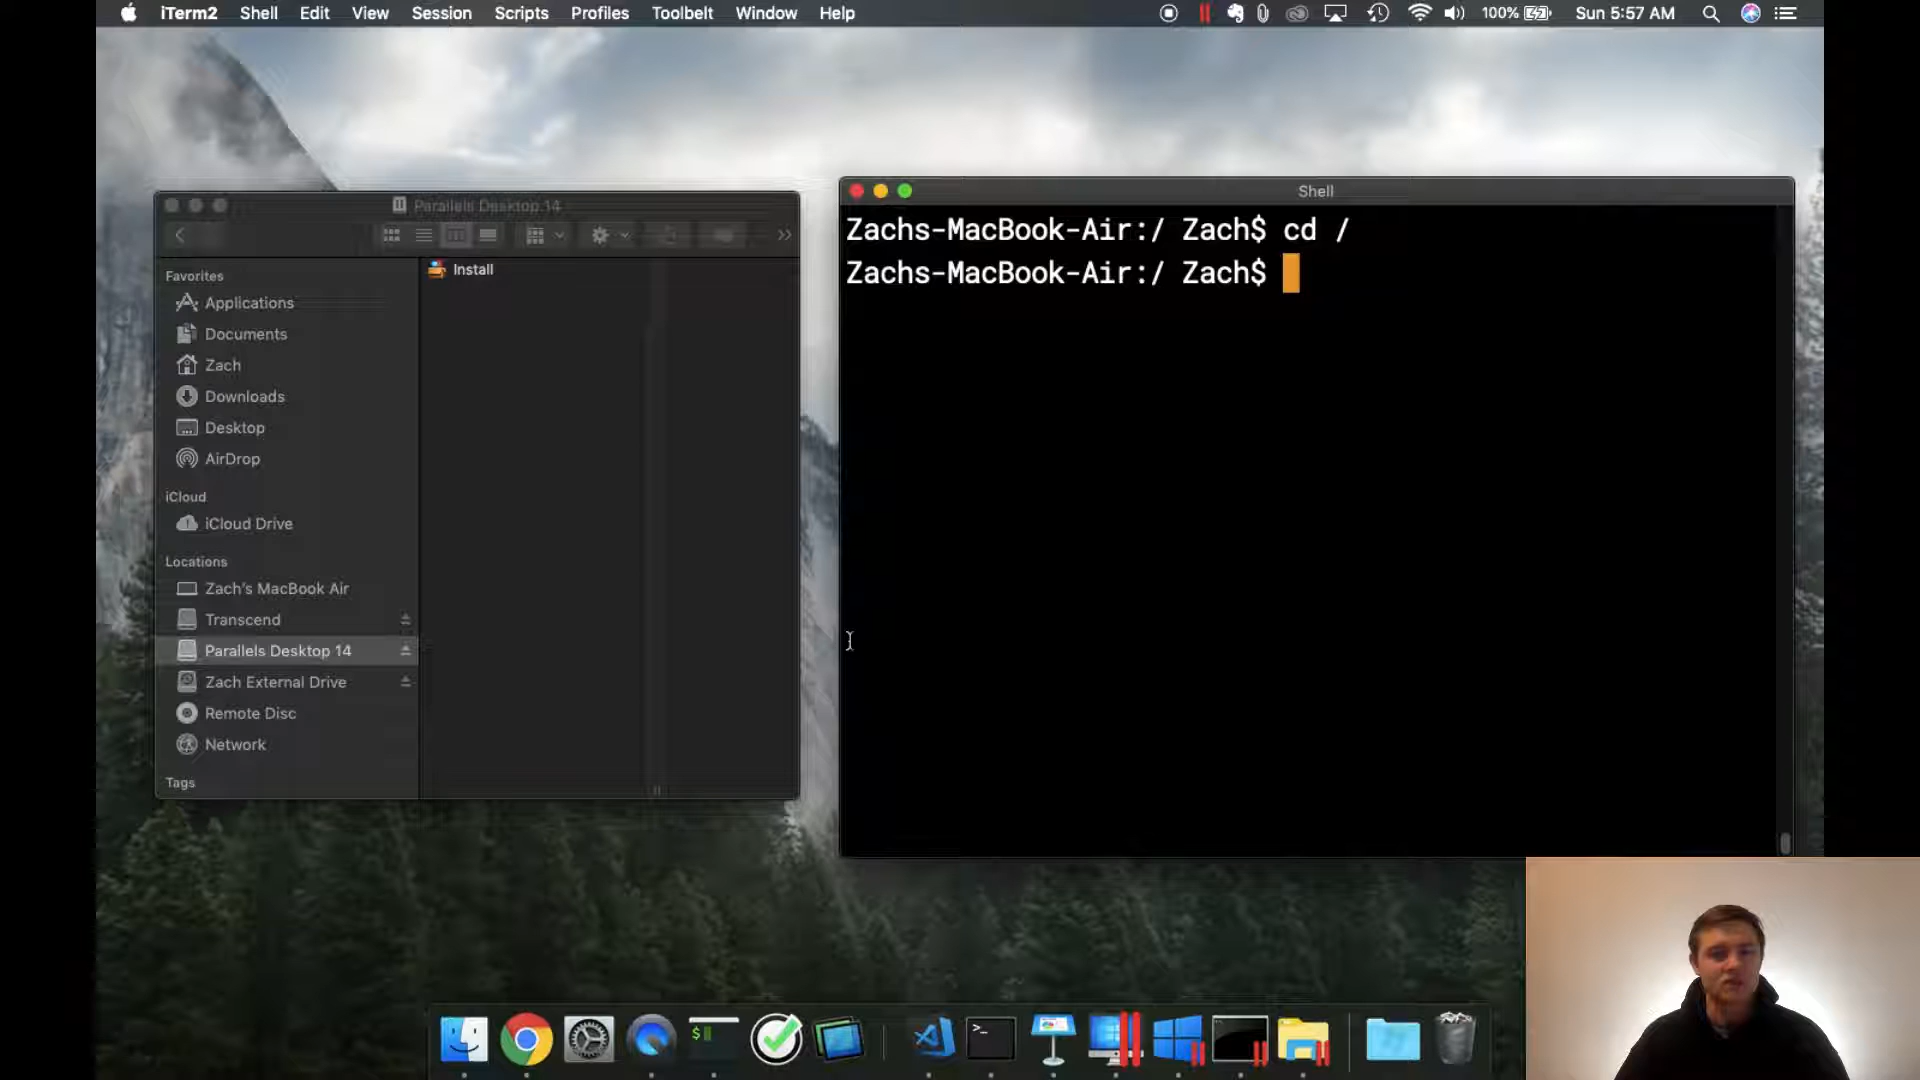 iTerm2 Shell Edit View Session Scripts Profiles Toolbelt Window Help 100% Sun 5:57 AM
Parallels Desktop 14
Install
Favorites
Applications
Documents
Zach
Downloads
Desktop
AirDrop
iCloud
iCloud Drive
Locations
Zach's MacBook Air
Transcend
Parallels Desktop 14
Zach External Drive
Remote Disc
Network
Tags
Shell
Zachs-MacBook-Air:/ Zach$ cd /
Zachs-MacBook-Air:/ Zach$